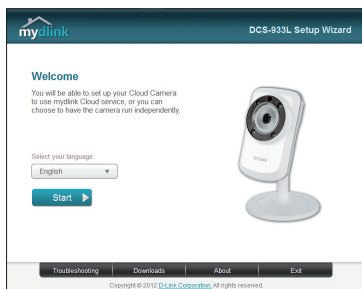 mydlink
DCS-933L Setup Wizard
Welcome
You will be able to set up your Cloud Camera
to use mydlink Cloud service, or you can
choose to have the camera run independently.
Select your language:
English
Start
D-Link
Troubleshooting
Downloads
About
Exit
Copyright © 2012 D-Link Corporation. All rights reserved.